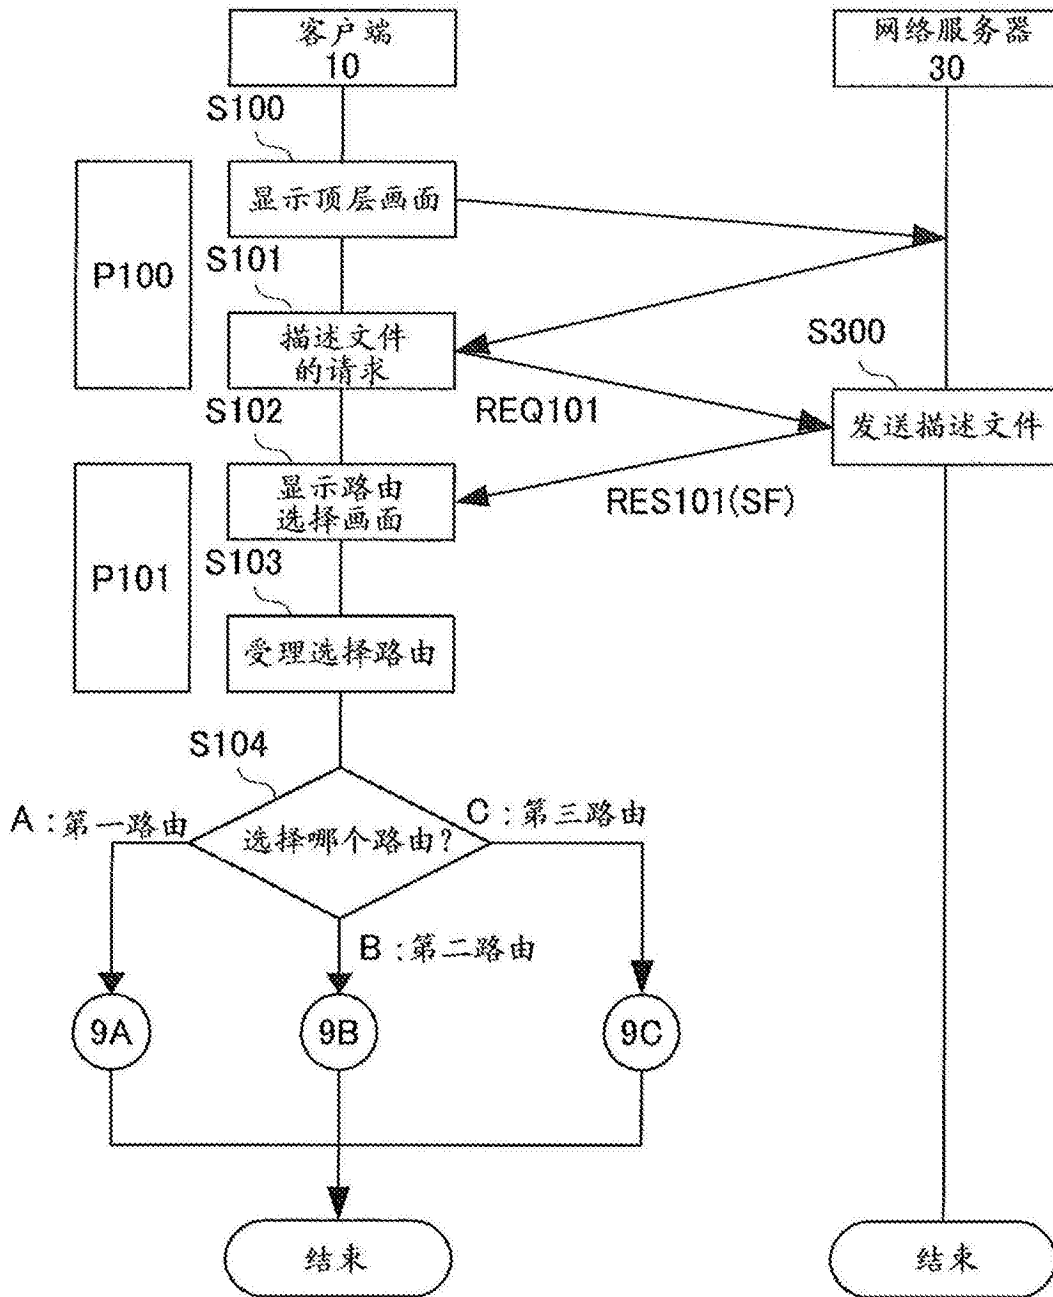 客户端
10
网络服务器
30
S100
显示顶层画面
P100
S101
描述文件
的请求
S300
REQ101
发送描述文件
S102
显示路由
选择画面
RES101(SF)
P101
S103
受理选择路由
S104
A:第一路由
选择哪个路由?
C:第三路由
B:第二路由
9A
9B
9C
结束
结束